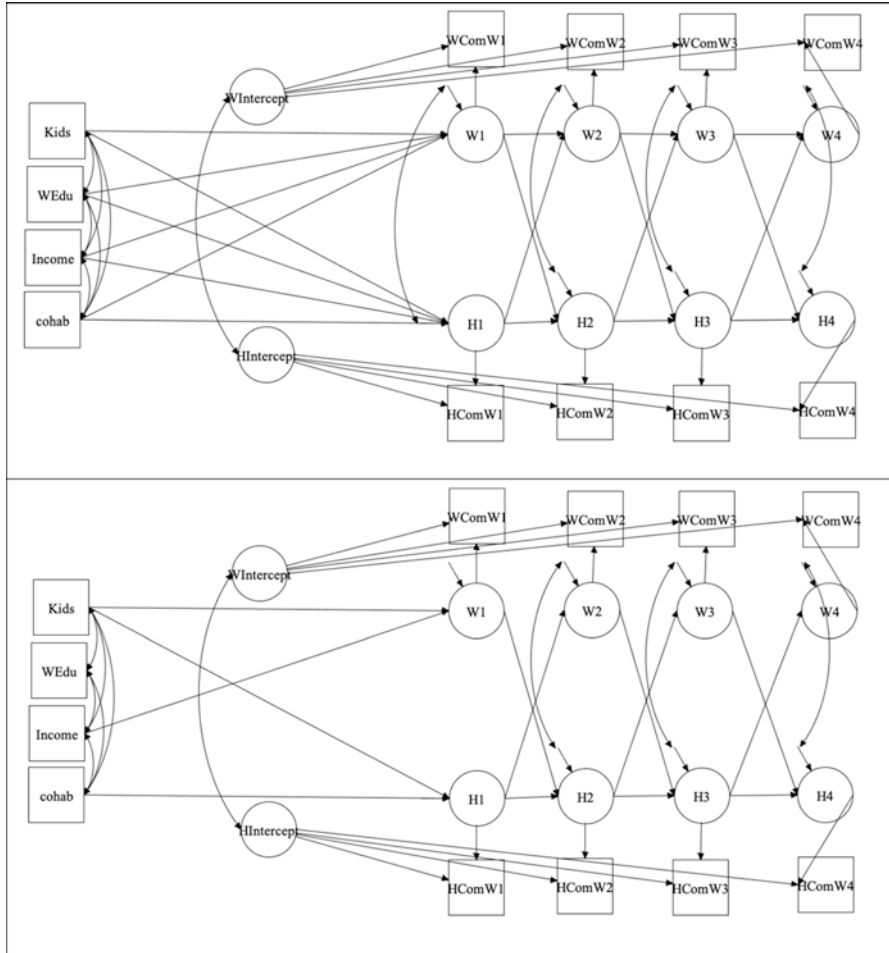 WComW1 WComW2 WComW3 WComW4
WIntercept
Kids W1 W2 W3 W4
WEdu
Income
cohab H1 H2 H3 H4
HIntercept
HComW1 HComW2 HComW3 HComW4
WComW1 WComW2 WComW3 WComW4
WIntercept
Kids W1 W2 W3 W4
WEdu
Income
cohab H1 H2 H3 H4
HIntercept
HComW1 HComW2 HComW3 HComW4